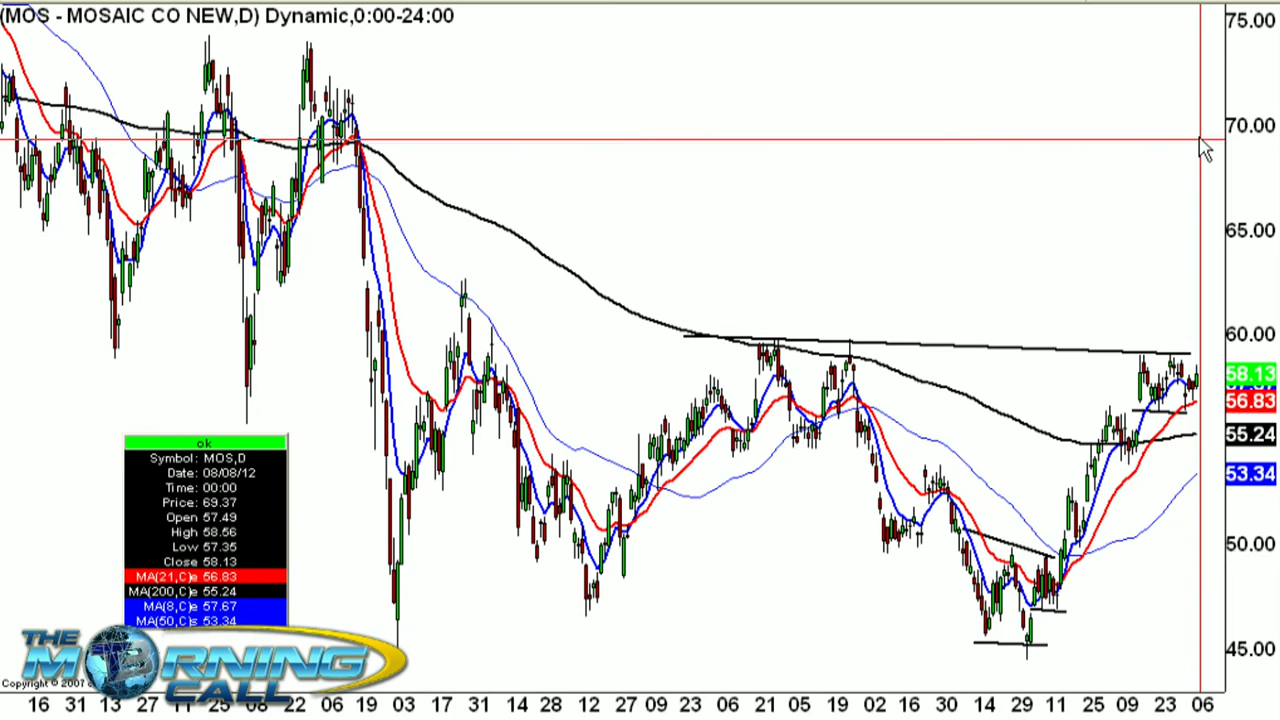 (MOS - MOSAIC CO NEW,D) Dynamic,0:00-24:00
75.00
70.00
65.00
60.00
58.13
56.83
55.24
53.34
50.00
45.00
ok
Symbol: MOS,D
Date: 08/08/12
Time: 00:00
Price: 69.37
Open 57.49
High 58.56
Low 57.35
Close 58.13
MA(21,C)e 56.83
MA(200,C)e 55.24
MA(8,C)e 57.67
MA(50,C)s 53.34
THE
MORNING
CALL
Copyright © 2007
16 31 13 27 11 25 08 22 06 19 03 17 31 14 28 12 27 09 23 06 21 05 19 02 16 30 14 29 11 25 09 23 06